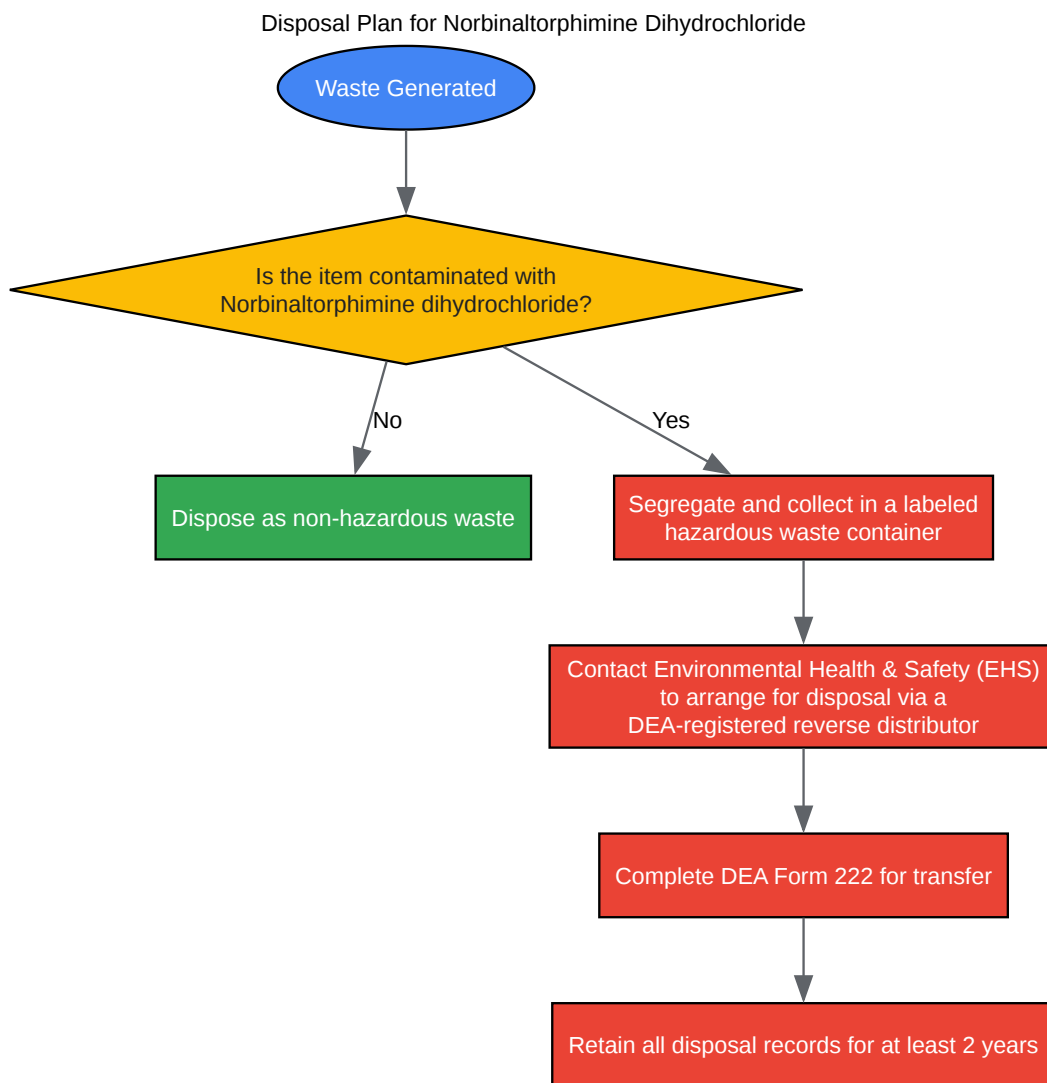 Disposal Plan for Norbinaltorphimine Dihydrochloride
Waste Generated
Is the item contaminated with
Norbinaltorphimine dihydrochloride?
No
Yes
Dispose as non-hazardous waste
Segregate and collect in a labeled
hazardous waste container
Contact Environmental Health & Safety (EHS)
to arrange for disposal via a
DEA-registered reverse distributor
Complete DEA Form 222 for transfer
Retain all disposal records for at least 2 years